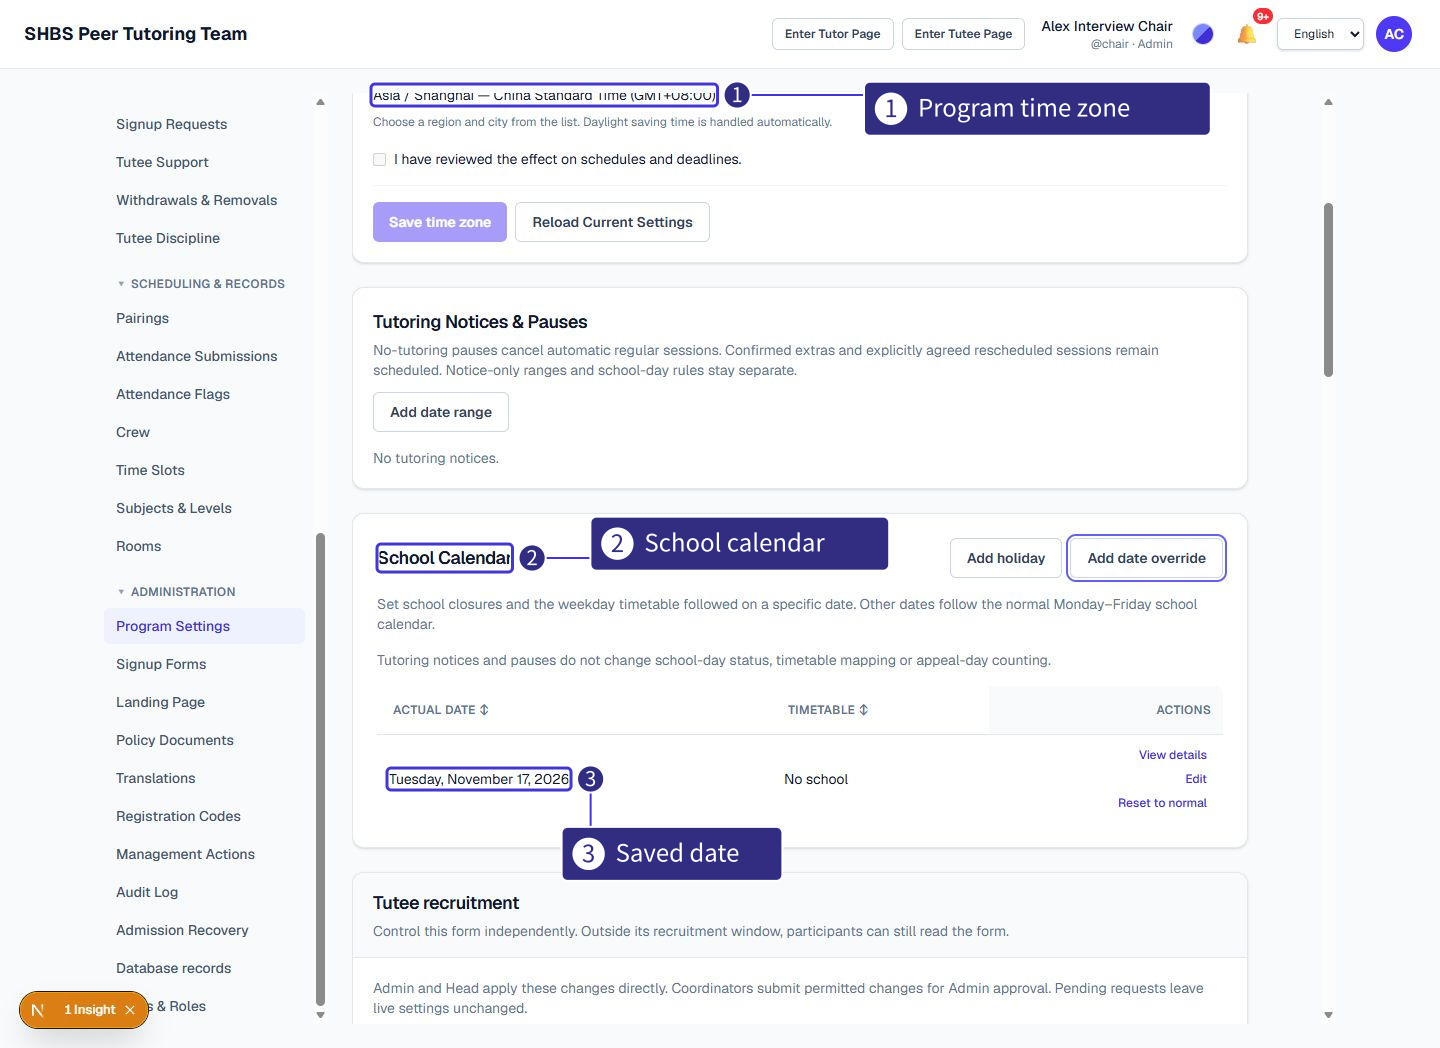 SHBS Peer Tutoring Team
Enter Tutor Page
Enter Tutee Page
Alex Interview Chair
@chair · Admin
9+
English
AC
Signup Requests
Tutee Support
Withdrawals & Removals
Tutee Discipline
SCHEDULING & RECORDS
Pairings
Attendance Submissions
Attendance Flags
Crew
Time Slots
Subjects & Levels
Rooms
ADMINISTRATION
Program Settings
Signup Forms
Landing Page
Policy Documents
Translations
Registration Codes
Management Actions
Audit Log
Admission Recovery
Database records
s & Roles
N 1 Insight
Asia / Shanghai — China Standard Time (GMT+08:00)
1
1 Program time zone
Choose a region and city from the list. Daylight saving time is handled automatically.
I have reviewed the effect on schedules and deadlines.
Save time zone
Reload Current Settings
Tutoring Notices & Pauses
No-tutoring pauses cancel automatic regular sessions. Confirmed extras and explicitly agreed rescheduled sessions remain
scheduled. Notice-only ranges and school-day rules stay separate.
Add date range
No tutoring notices.
School Calendar
2
2 School calendar
Add holiday
Add date override
Set school closures and the weekday timetable followed on a specific date. Other dates follow the normal Monday–Friday school
calendar.
Tutoring notices and pauses do not change school-day status, timetable mapping or appeal-day counting.
ACTUAL DATE
TIMETABLE
ACTIONS
Tuesday, November 17, 2026
3
No school
View details
Edit
Reset to normal
3 Saved date
Tutee recruitment
Control this form independently. Outside its recruitment window, participants can still read the form.
Admin and Head apply these changes directly. Coordinators submit permitted changes for Admin approval. Pending requests leave
live settings unchanged.